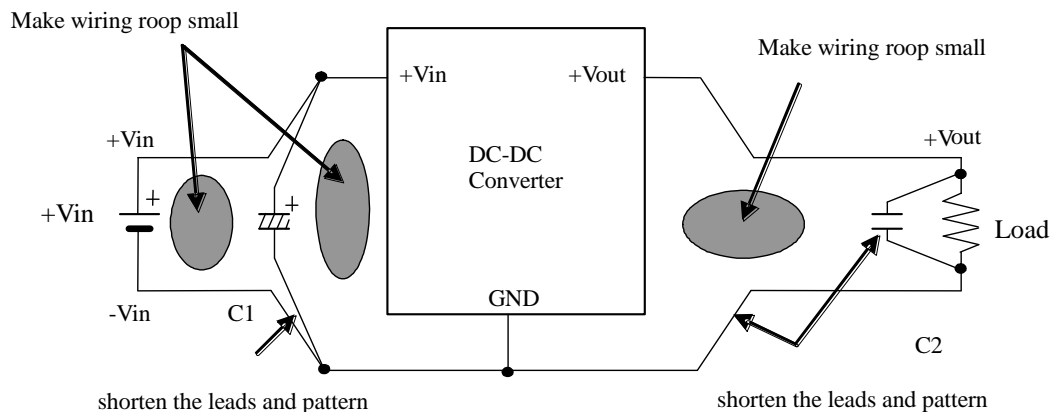 Make wiring roop small
Make wiring roop small
+Vin
+Vout
+Vin
+Vout
DC-DC
Converter
+
+
+Vin
Load
GND
-Vin
C1
C2
shorten the leads and pattern
shorten the leads and pattern